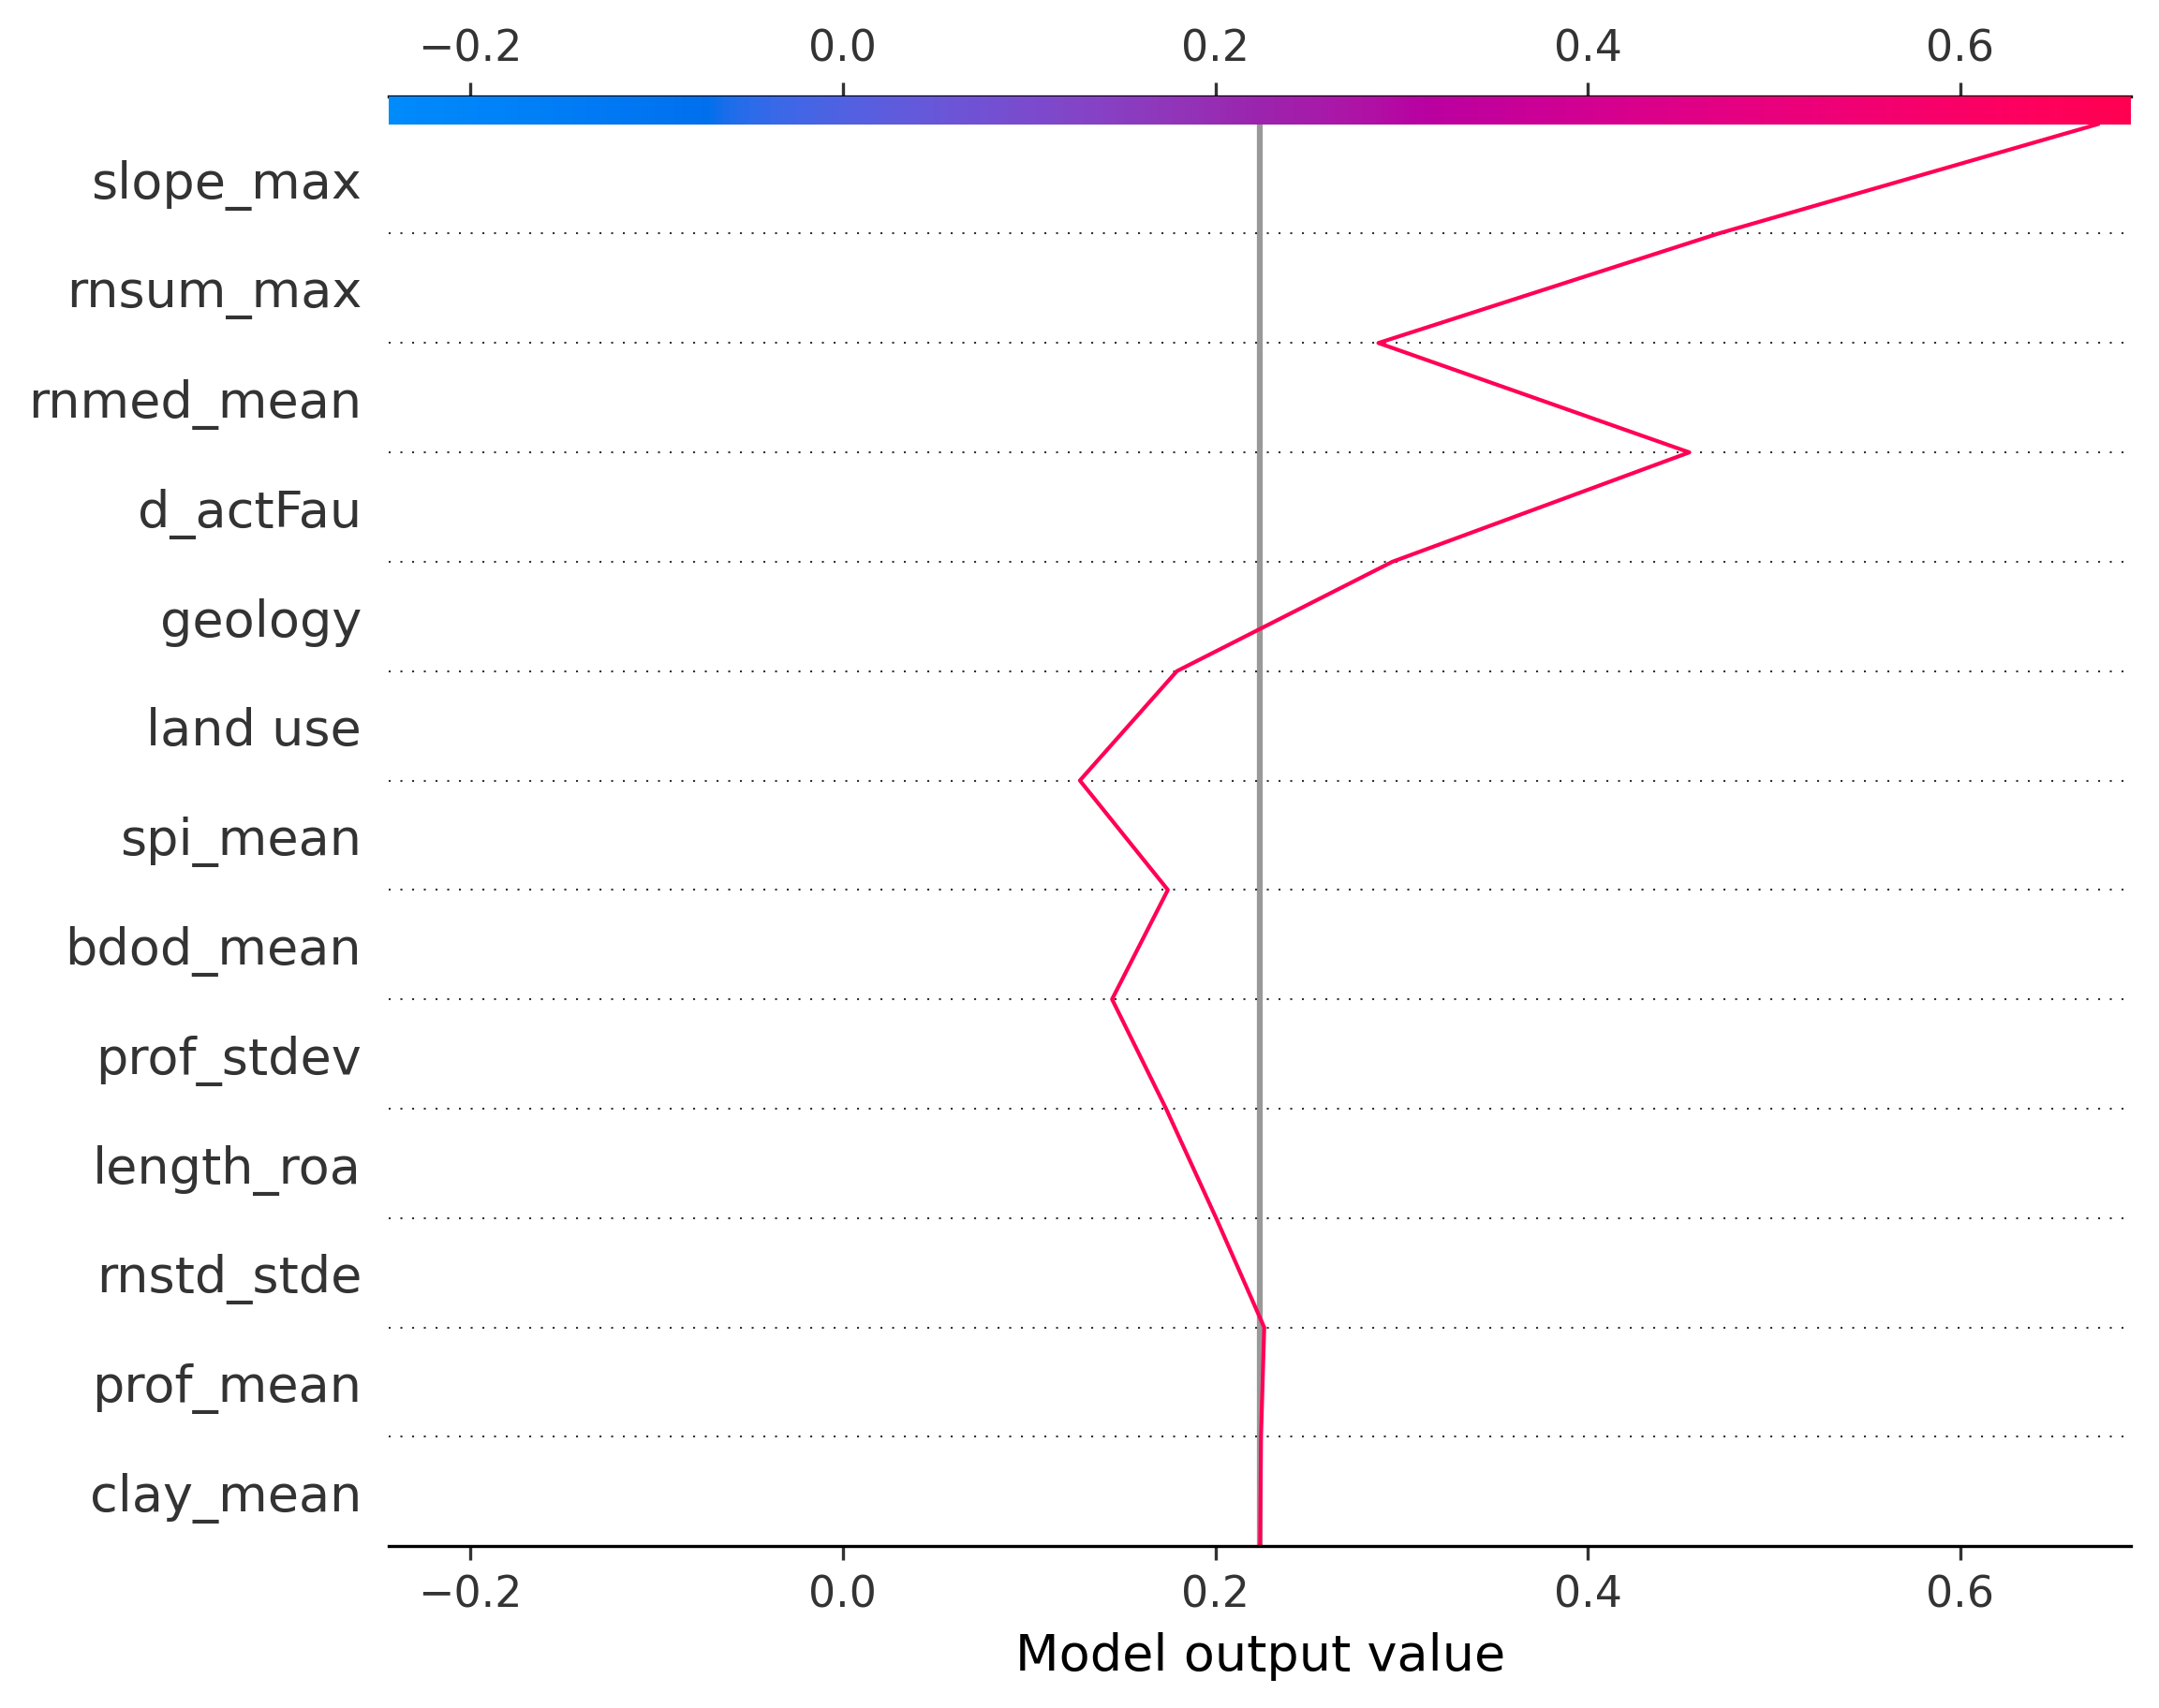 −0.2 0.0 0.2 0.4 0.6
slope_max
rnsum_max
rnmed_mean
d_actFau
geology
land use
spi_mean
bdod_mean
prof_stdev
length_roa
rnstd_stde
prof_mean
clay_mean
−0.2 0.0 0.2 0.4 0.6
Model output value